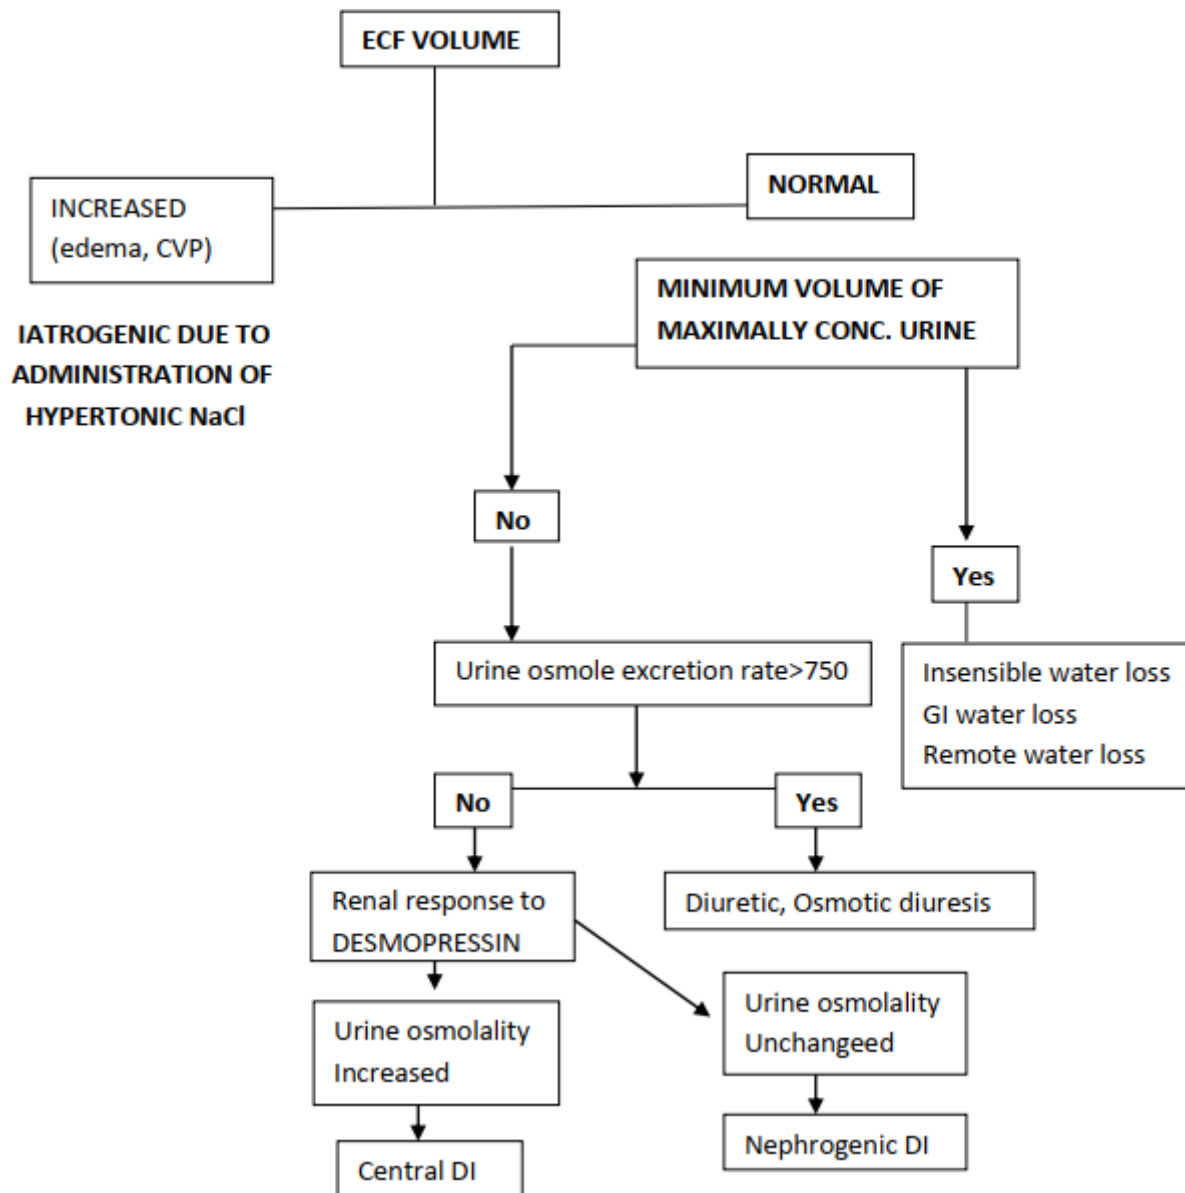 ECF VOLUME
NORMAL
INCREASED
(edema, CVP)
MINIMUM VOLUME OF
MAXIMALLY CONC. URINE
IATROGENIC DUE TO
ADMINISTRATION OF
HYPERTONIC NaCl
No
Yes
Urine osmole excretion rate>750
Insensible water loss
GI water loss
Remote water loss
No
Yes
Renal response to
DESMOPRESSIN
Diuretic, Osmotic diuresis
Urine osmolality
Increased
Urine osmolality
Unchangeed
Central DI
Nephrogenic DI